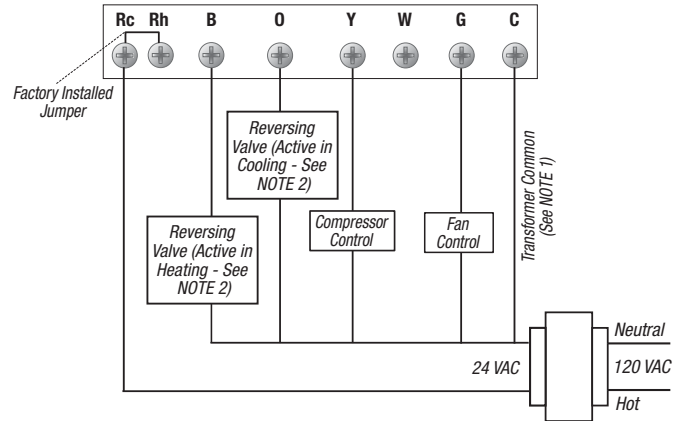 Rc Rh B O Y W G C
Factory Installed
Jumper
Reversing
Valve (Active in
Cooling - See
NOTE 2)
Reversing
Valve (Active in
Heating - See
NOTE 2)
Compressor
Control
Fan
Control
Transformer Common
(See NOTE 1)
Neutral
24 VAC
120 VAC
Hot